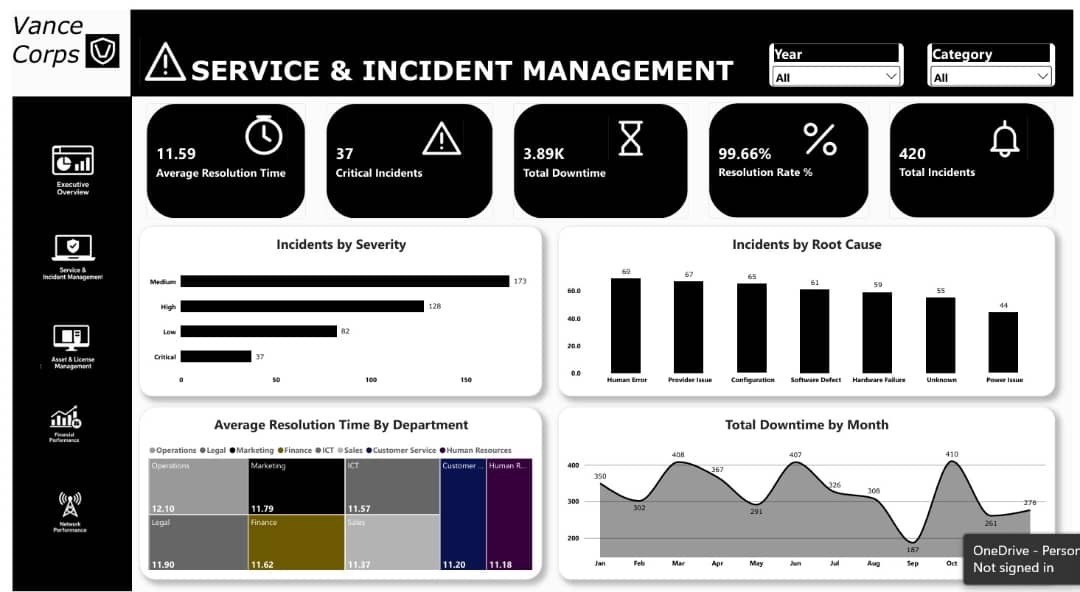 Vance
Corps
SERVICE & INCIDENT MANAGEMENT
Year
All
Category
All
Executive
Overview
Service &
Incident Management
Asset & License
Management
Financial
Performance
Network
Performance
11.59
Average Resolution Time
37
Critical Incidents
3.89K
Total Downtime
99.66%
Resolution Rate %
420
Total Incidents
Incidents by Severity
Medium 173
High 128
Low 82
Critical 37
0 50 100 150
Incidents by Root Cause
69 67 65 61 59 55 44
60.0
40.0
20.0
0.0
Human Error Provider Issue Configuration Software Defect Hardware Failure Unknown Power Issue
Average Resolution Time By Department
Operations Legal Marketing Finance ICT Sales Customer Service Human Resources
Operations
12.10
Legal
11.90
Marketing
11.79
Finance
11.62
ICT
11.57
Sales
11.37
Customer ...
11.20
Human R...
11.18
Total Downtime by Month
400
300
200
350 302 408 367 291 407 326 308 187 410 261 276
Jan Feb Mar Apr May Jun Jul Aug Sep Oct
OneDrive - Person
Not signed in